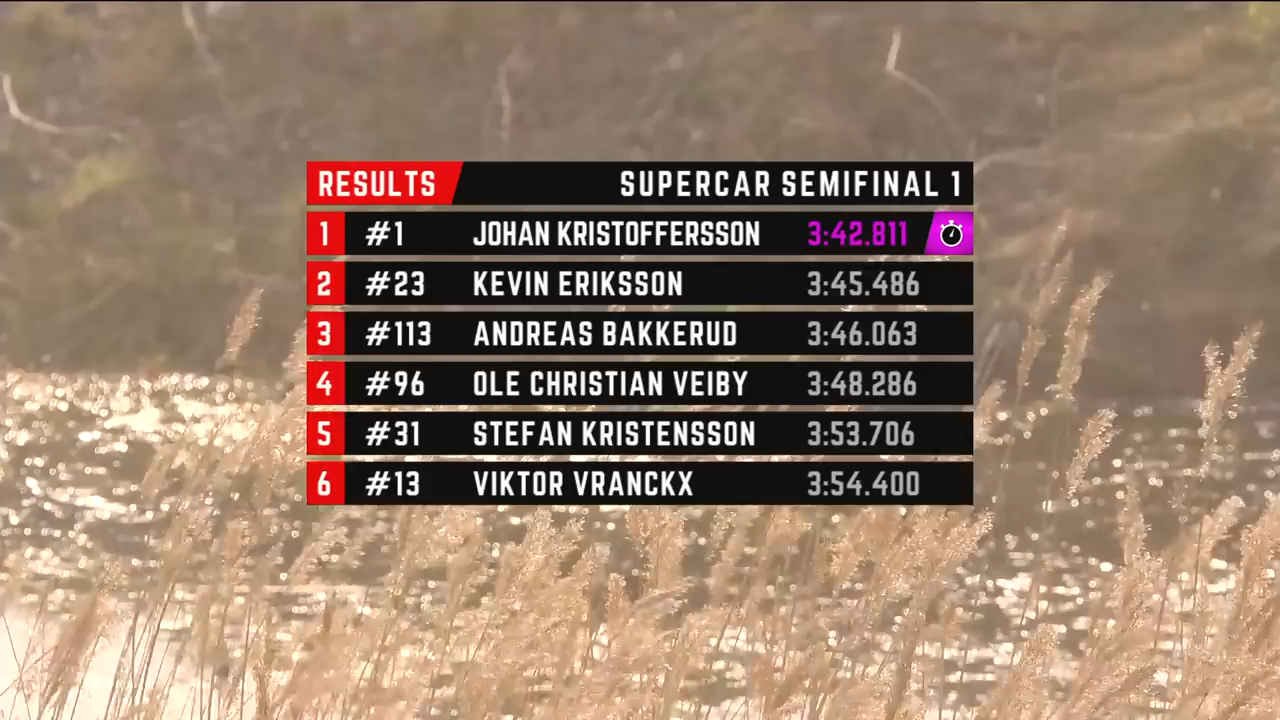 RESULTS SUPERCAR SEMIFINAL 1
1 #1 JOHAN KRISTOFFERSSON 3:42.811
2 #23 KEVIN ERIKSSON 3:45.486
3 #113 ANDREAS BAKKERUD 3:46.063
4 #96 OLE CHRISTIAN VEIBY 3:48.286
5 #31 STEFAN KRISTENSSON 3:53.706
6 #13 VIKTOR VRANCKX 3:54.400